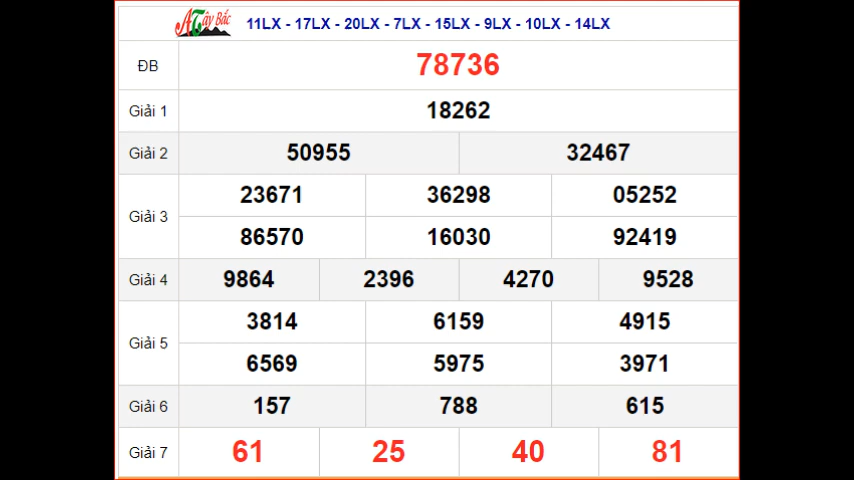 ATây Bắc 11LX - 17LX - 20LX - 7LX - 15LX - 9LX - 10LX - 14LX
ĐB 78736
Giải 1 18262
Giải 2 50955 32467
Giải 3 23671 36298 05252
86570 16030 92419
Giải 4 9864 2396 4270 9528
Giải 5 3814 6159 4915
6569 5975 3971
Giải 6 157 788 615
Giải 7 61 25 40 81